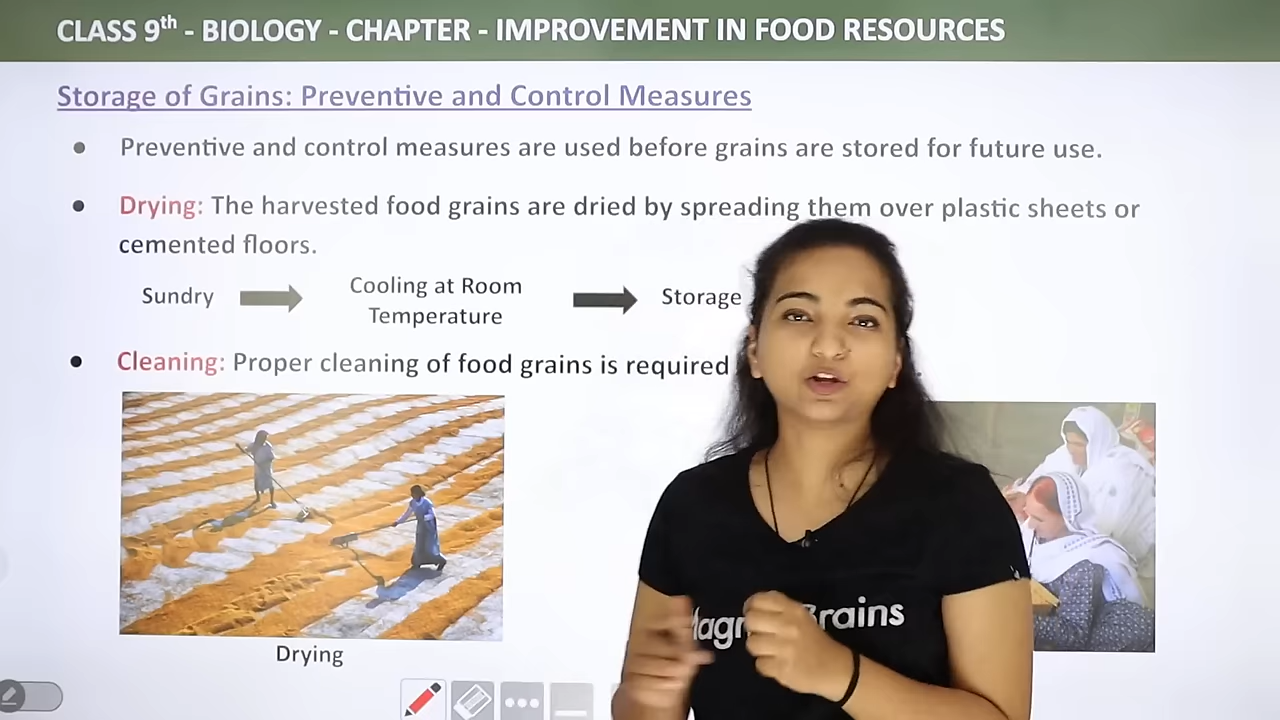 CLASS 9th - BIOLOGY - CHAPTER - IMPROVEMENT IN FOOD RESOURCES
Storage of Grains: Preventive and Control Measures
• Preventive and control measures are used before grains are stored for future use.
• Drying: The harvested food grains are dried by spreading them over plastic sheets or
cemented floors.
Sundry
Cooling at Room
Temperature
Storage
• Cleaning: Proper cleaning of food grains is required
Drying